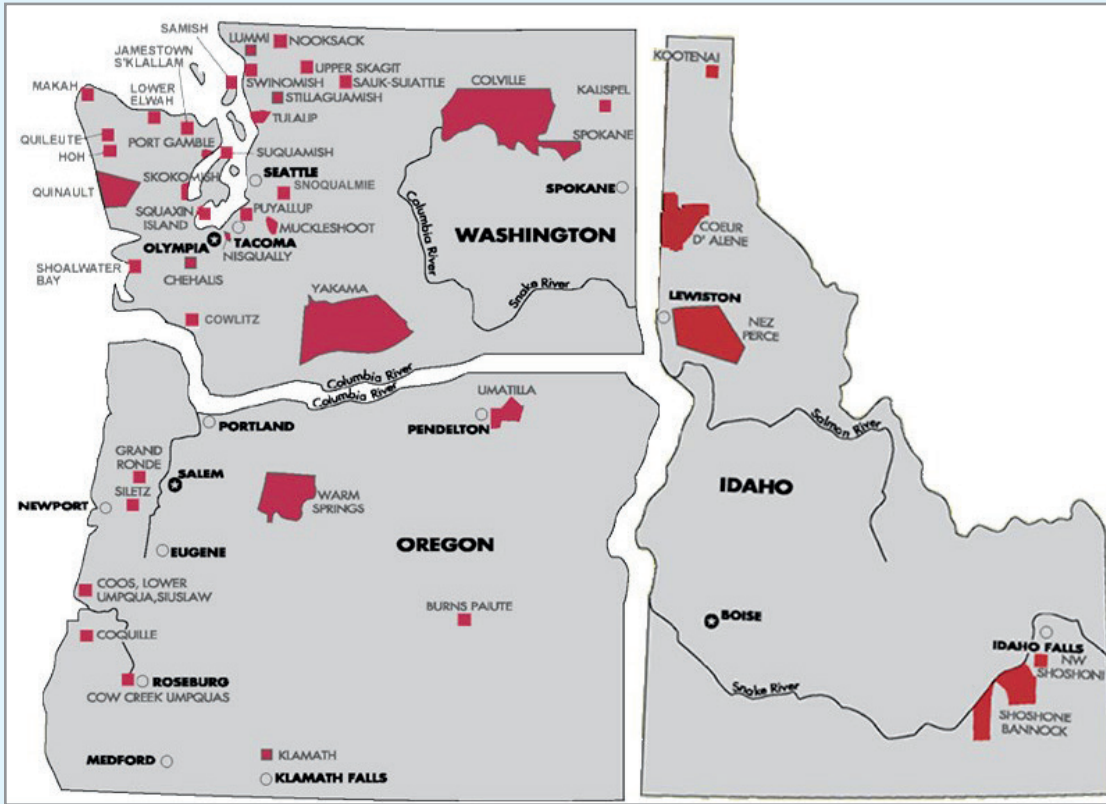 SAMISH
LUMMI
NOOKSACK
JAMESTOWN
S'KLALLAM
UPPER SKAGIT
MAKAH
LOWER
ELWAH
SWINOMISH
SAUK-SUIATTLE
STILLAGUAMISH
TULALIP
QUILEUTE
PORT GAMBLE
HOH
SUQUAMISH
SKOKOMISH
SEATTLE
QUINAULT
SNOQUALMIE
SQUAXIN
ISLAND
PUYALLUP
MUCKLESHOOT
OLYMPIA
TACOMA
NISQUALLY
SHOALWATER
BAY
CHEHALIS
YAKAMA
COWLITZ
COLVILLE
KALISPEL
SPOKANE
SPOKANE
Columbia River
WASHINGTON
Snake River
Columbia River
Columbia River
KOOTENAI
COEUR
D' ALENE
LEWISTON
NEZ
PERCE
Salmon River
UMATILLA
PENDELTON
PORTLAND
GRAND
RONDE
SALEM
SILETZ
NEWPORT
WARM
SPRINGS
OREGON
EUGENE
COOS, LOWER
UMPQUA,SIUSLAW
BURNS PAIUTE
COQUILLE
ROSEBURG
COW CREEK UMPQUAS
KLAMATH
MEDFORD
KLAMATH FALLS
IDAHO
BOISE
IDAHO FALLS
NW
SHOSHONI
Snake River
SHOSHONE
BANNOCK